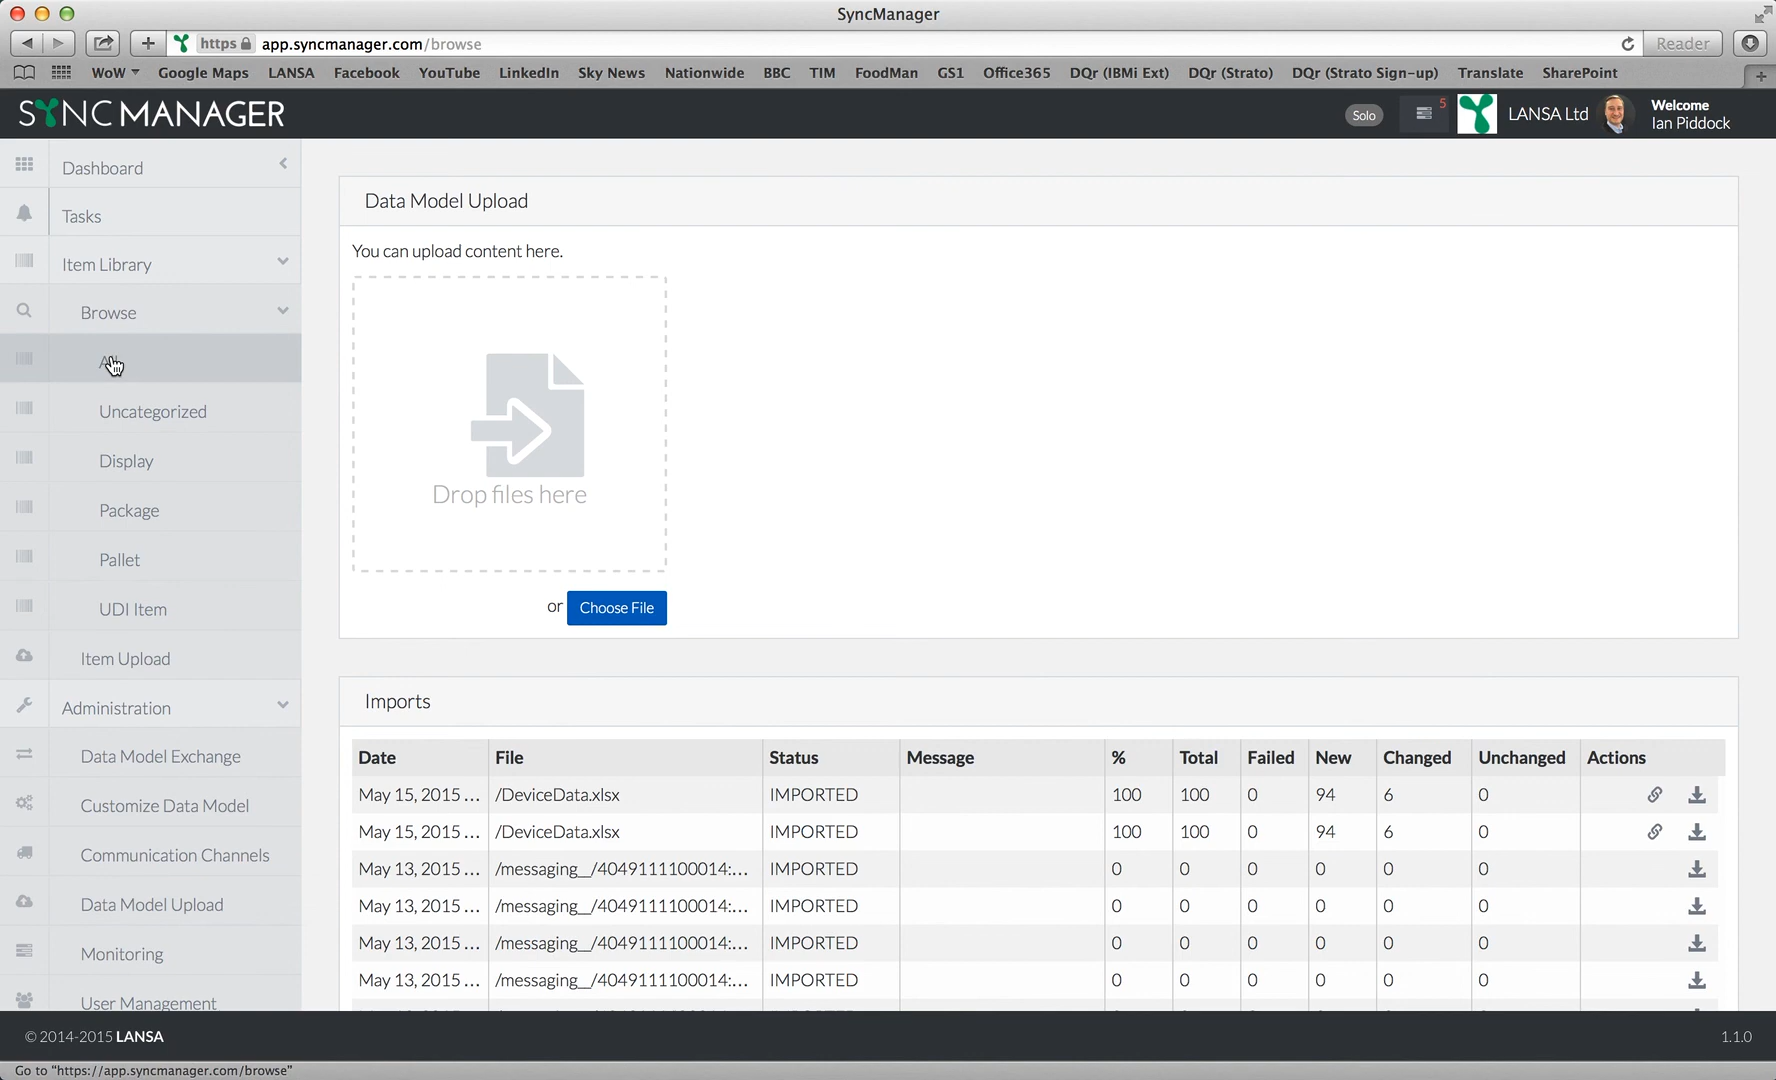 SyncManager
https app.syncmanager.com/browse Reader
WoW Google Maps LANSA Facebook YouTube LinkedIn Sky News Nationwide BBC TIM FoodMan GS1 Office365 DQr (IBMi Ext) DQr (Strato) DQr (Strato Sign-up) Translate SharePoint
SYNC MANAGER
Solo 5 LANSA Ltd Welcome
Ian Piddock
Dashboard
Tasks
Item Library
Browse
Uncategorized
Display
Package
Pallet
UDI Item
Item Upload
Administration
Data Model Exchange
Customize Data Model
Communication Channels
Data Model Upload
Monitoring
User Management
Data Model Upload
You can upload content here.
Drop files here
or Choose File
Imports
Date File Status Message % Total Failed New Changed Unchanged Actions
May 15, 2015 ... /DeviceData.xlsx IMPORTED 100 100 0 94 6 0
May 15, 2015 ... /DeviceData.xlsx IMPORTED 100 100 0 94 6 0
May 13, 2015 ... /messaging__/4049111100014:... IMPORTED 0 0 0 0 0 0
May 13, 2015 ... /messaging__/4049111100014:... IMPORTED 0 0 0 0 0 0
May 13, 2015 ... /messaging__/4049111100014:... IMPORTED 0 0 0 0 0 0
May 13, 2015 ... /messaging__/4049111100014:... IMPORTED 0 0 0 0 0 0
© 2014-2015 LANSA 1.1.0
Go to "https://app.syncmanager.com/browse"